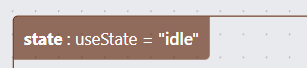 state : useState = "idle"